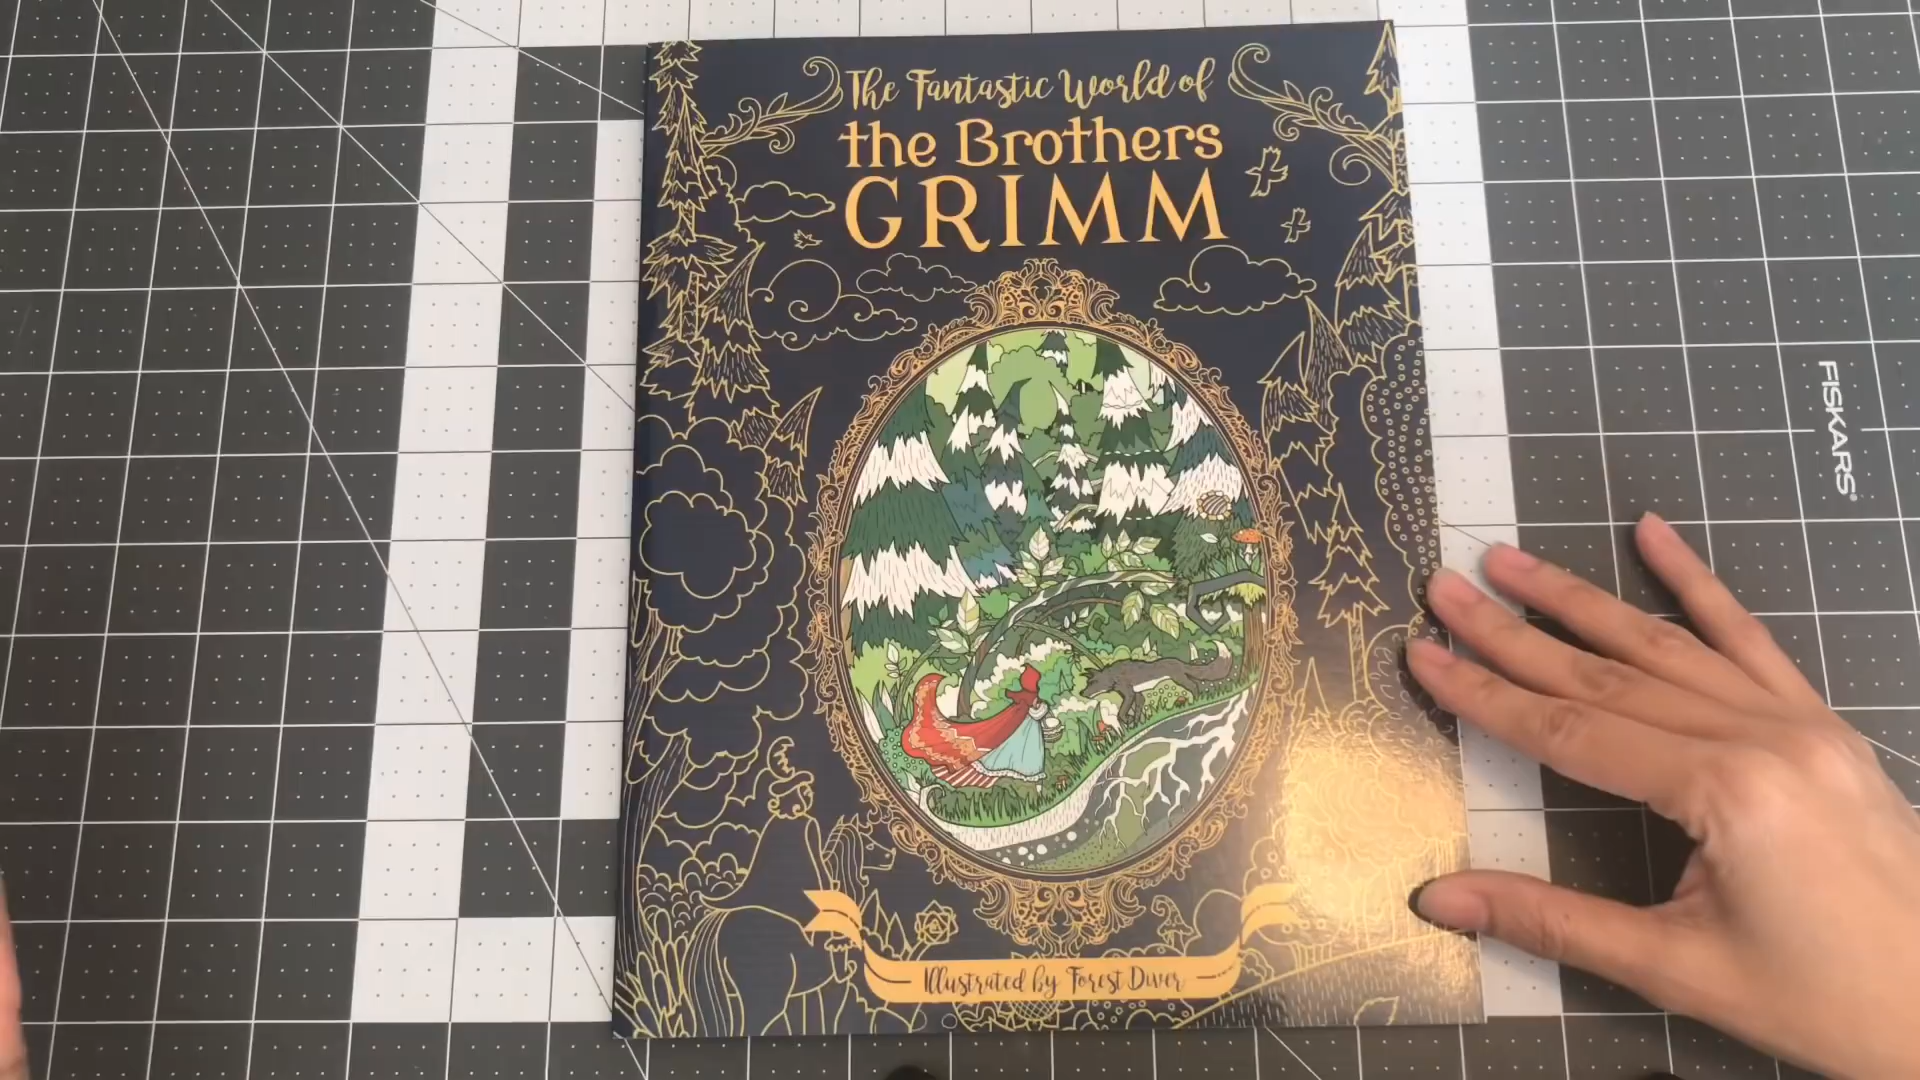 The Fantastic World of
the Brothers
GRIMM
Illustrated by Forest Diver
FISKARS®